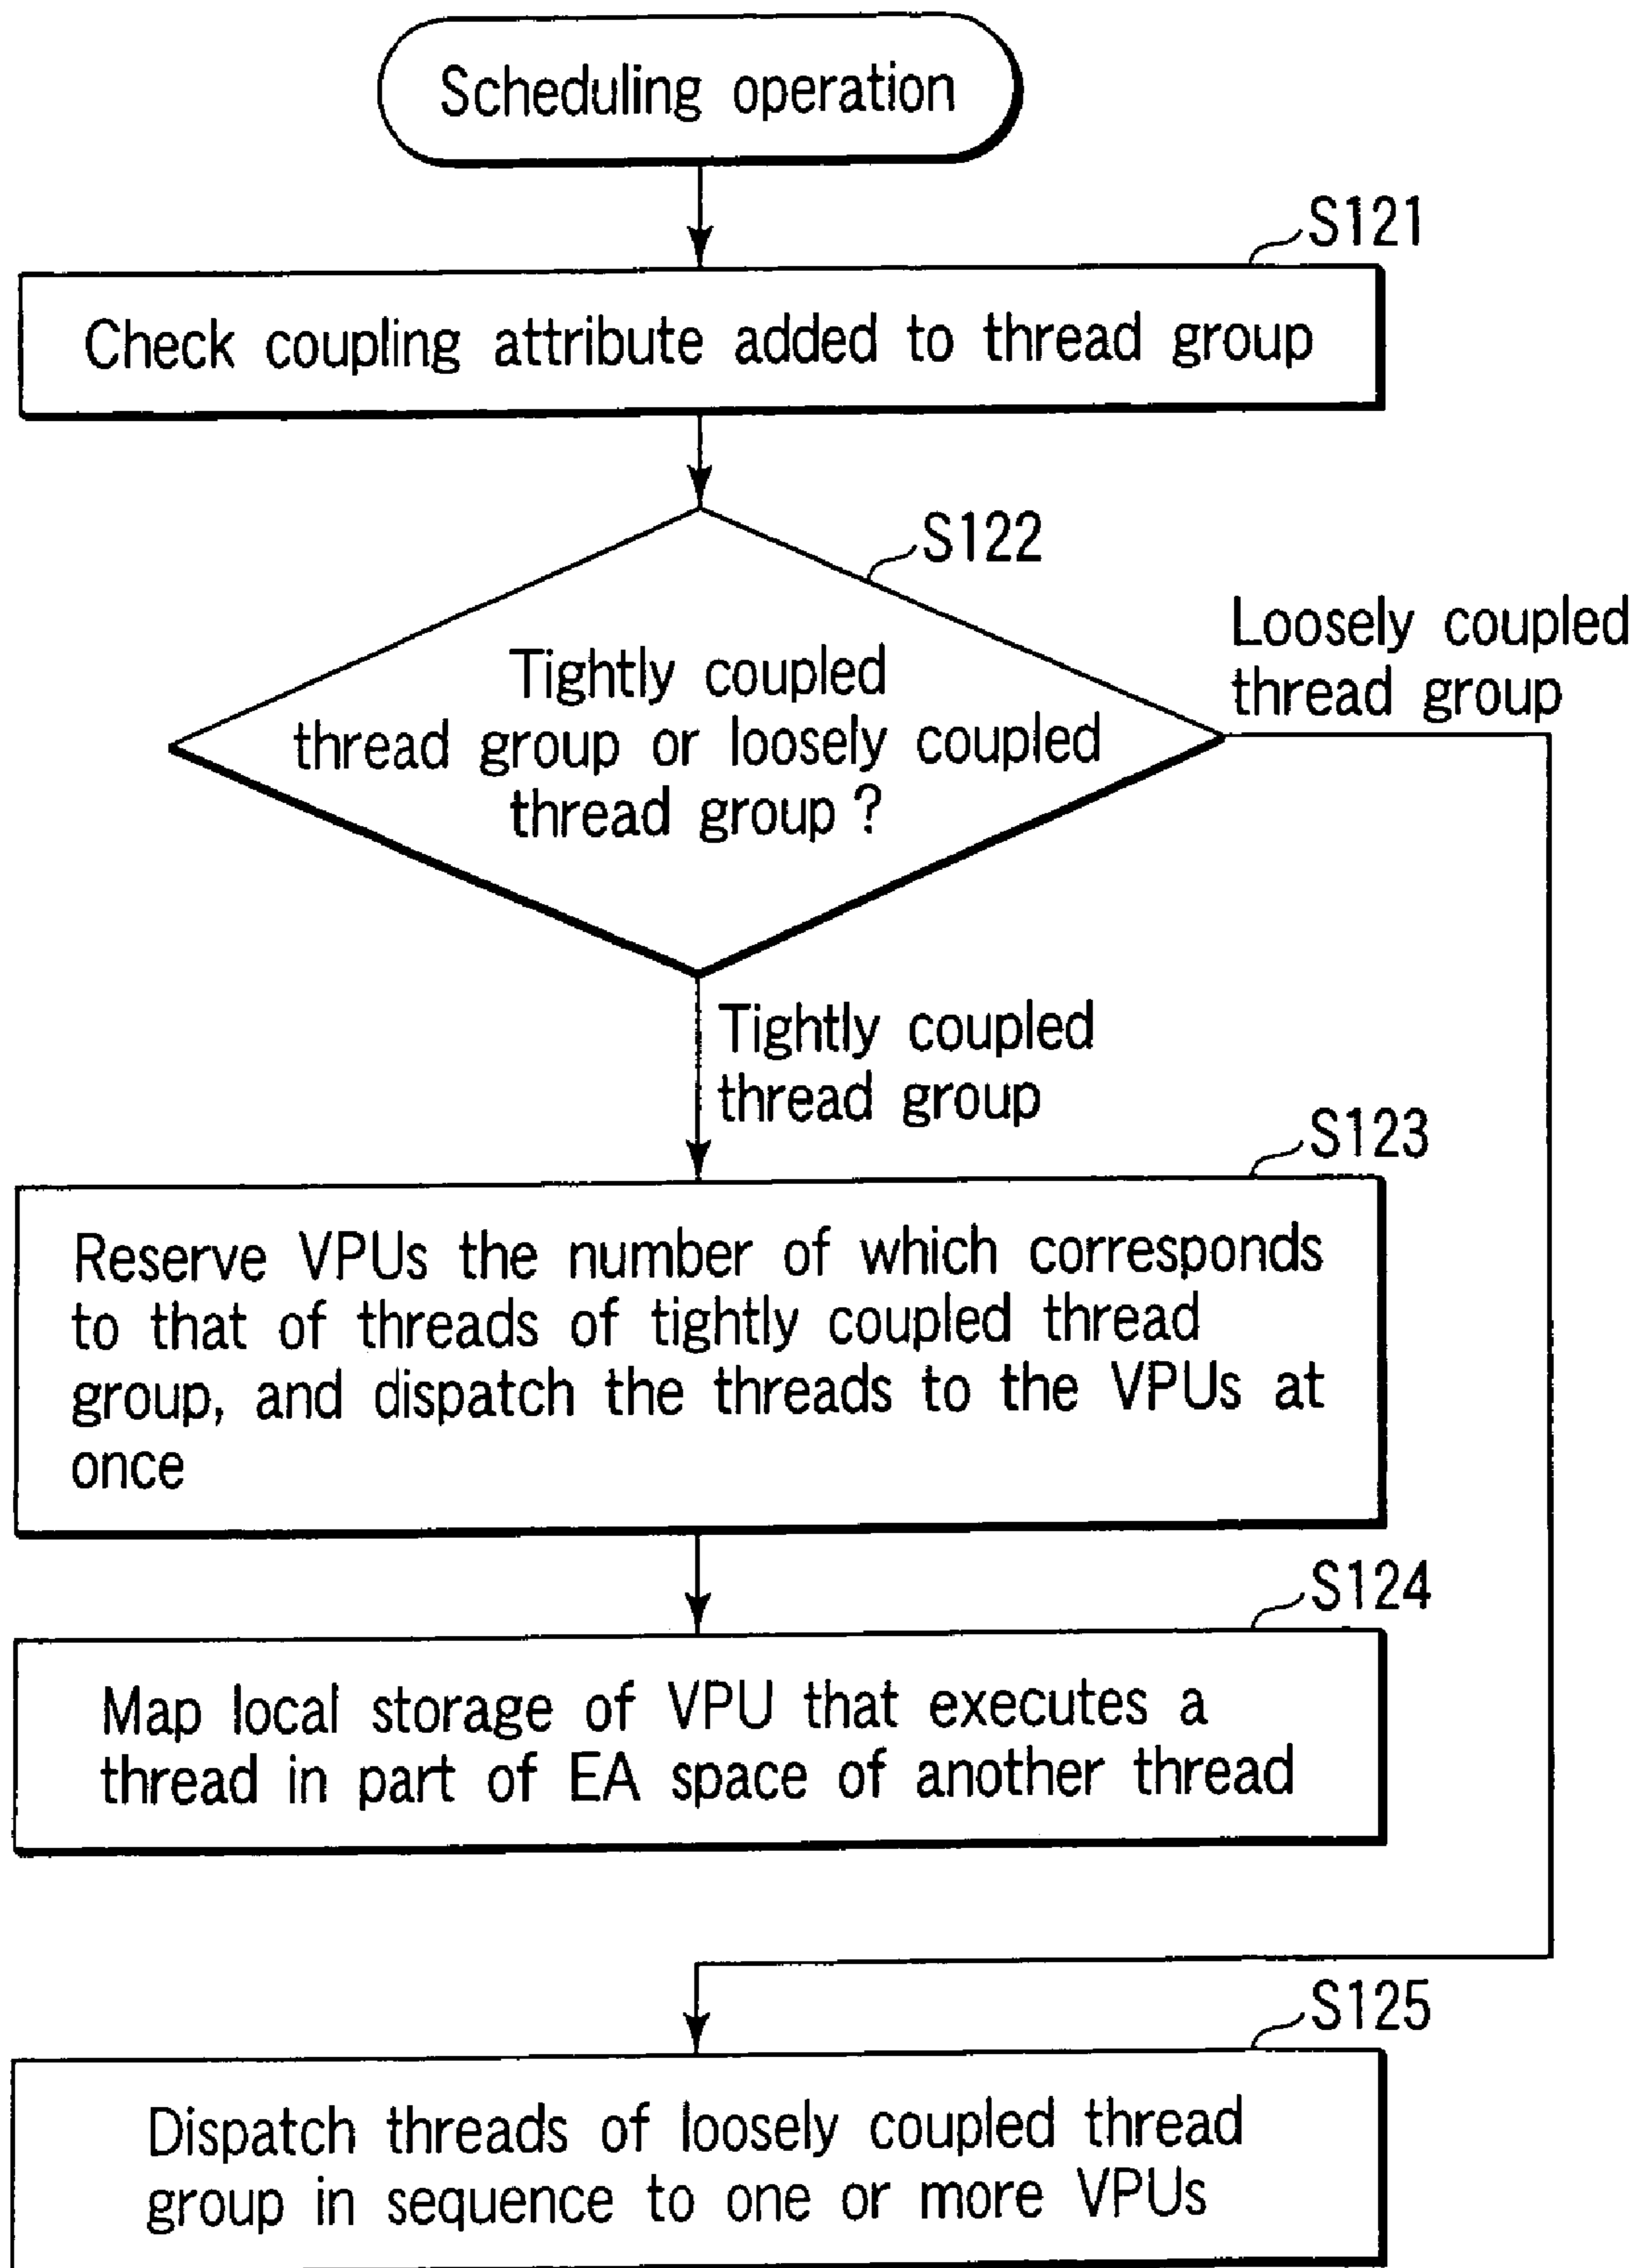 Scheduling operation
S121
Check coupling attribute added to thread group
S122
Tightly coupled
thread group or loosely coupled
thread group ?
Loosely coupled
thread group
Tightly coupled
thread group
S123
Reserve VPUs the number of which corresponds
to that of threads of tightly coupled thread
group, and dispatch the threads to the VPUs at
once
S124
Map local storage of VPU that executes a
thread in part of EA space of another thread
S125
Dispatch threads of loosely coupled thread
group in sequence to one or more VPUs